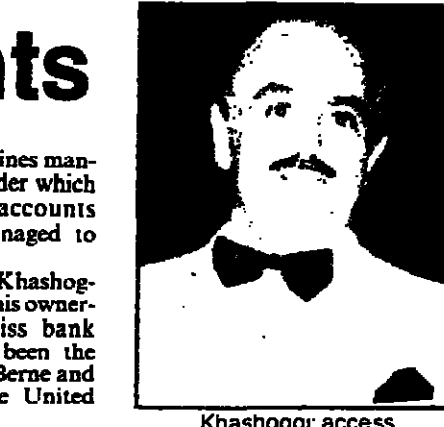 nts
ines man-
der which
accounts
naged to
Khashog-
his owner-
iss bank
been the
Berne and
e United
Khashoggi: access